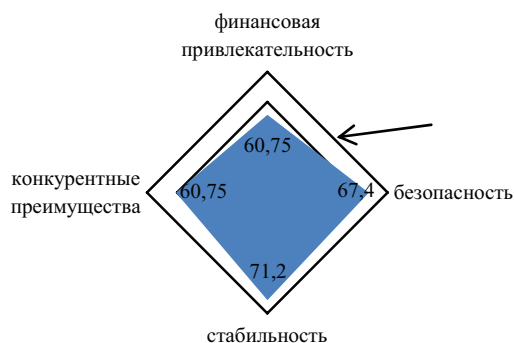 финансовая
привлекательность
60,75
конкурентные
преимущества
60,75
67,4
безопасность
71,2
стабильность